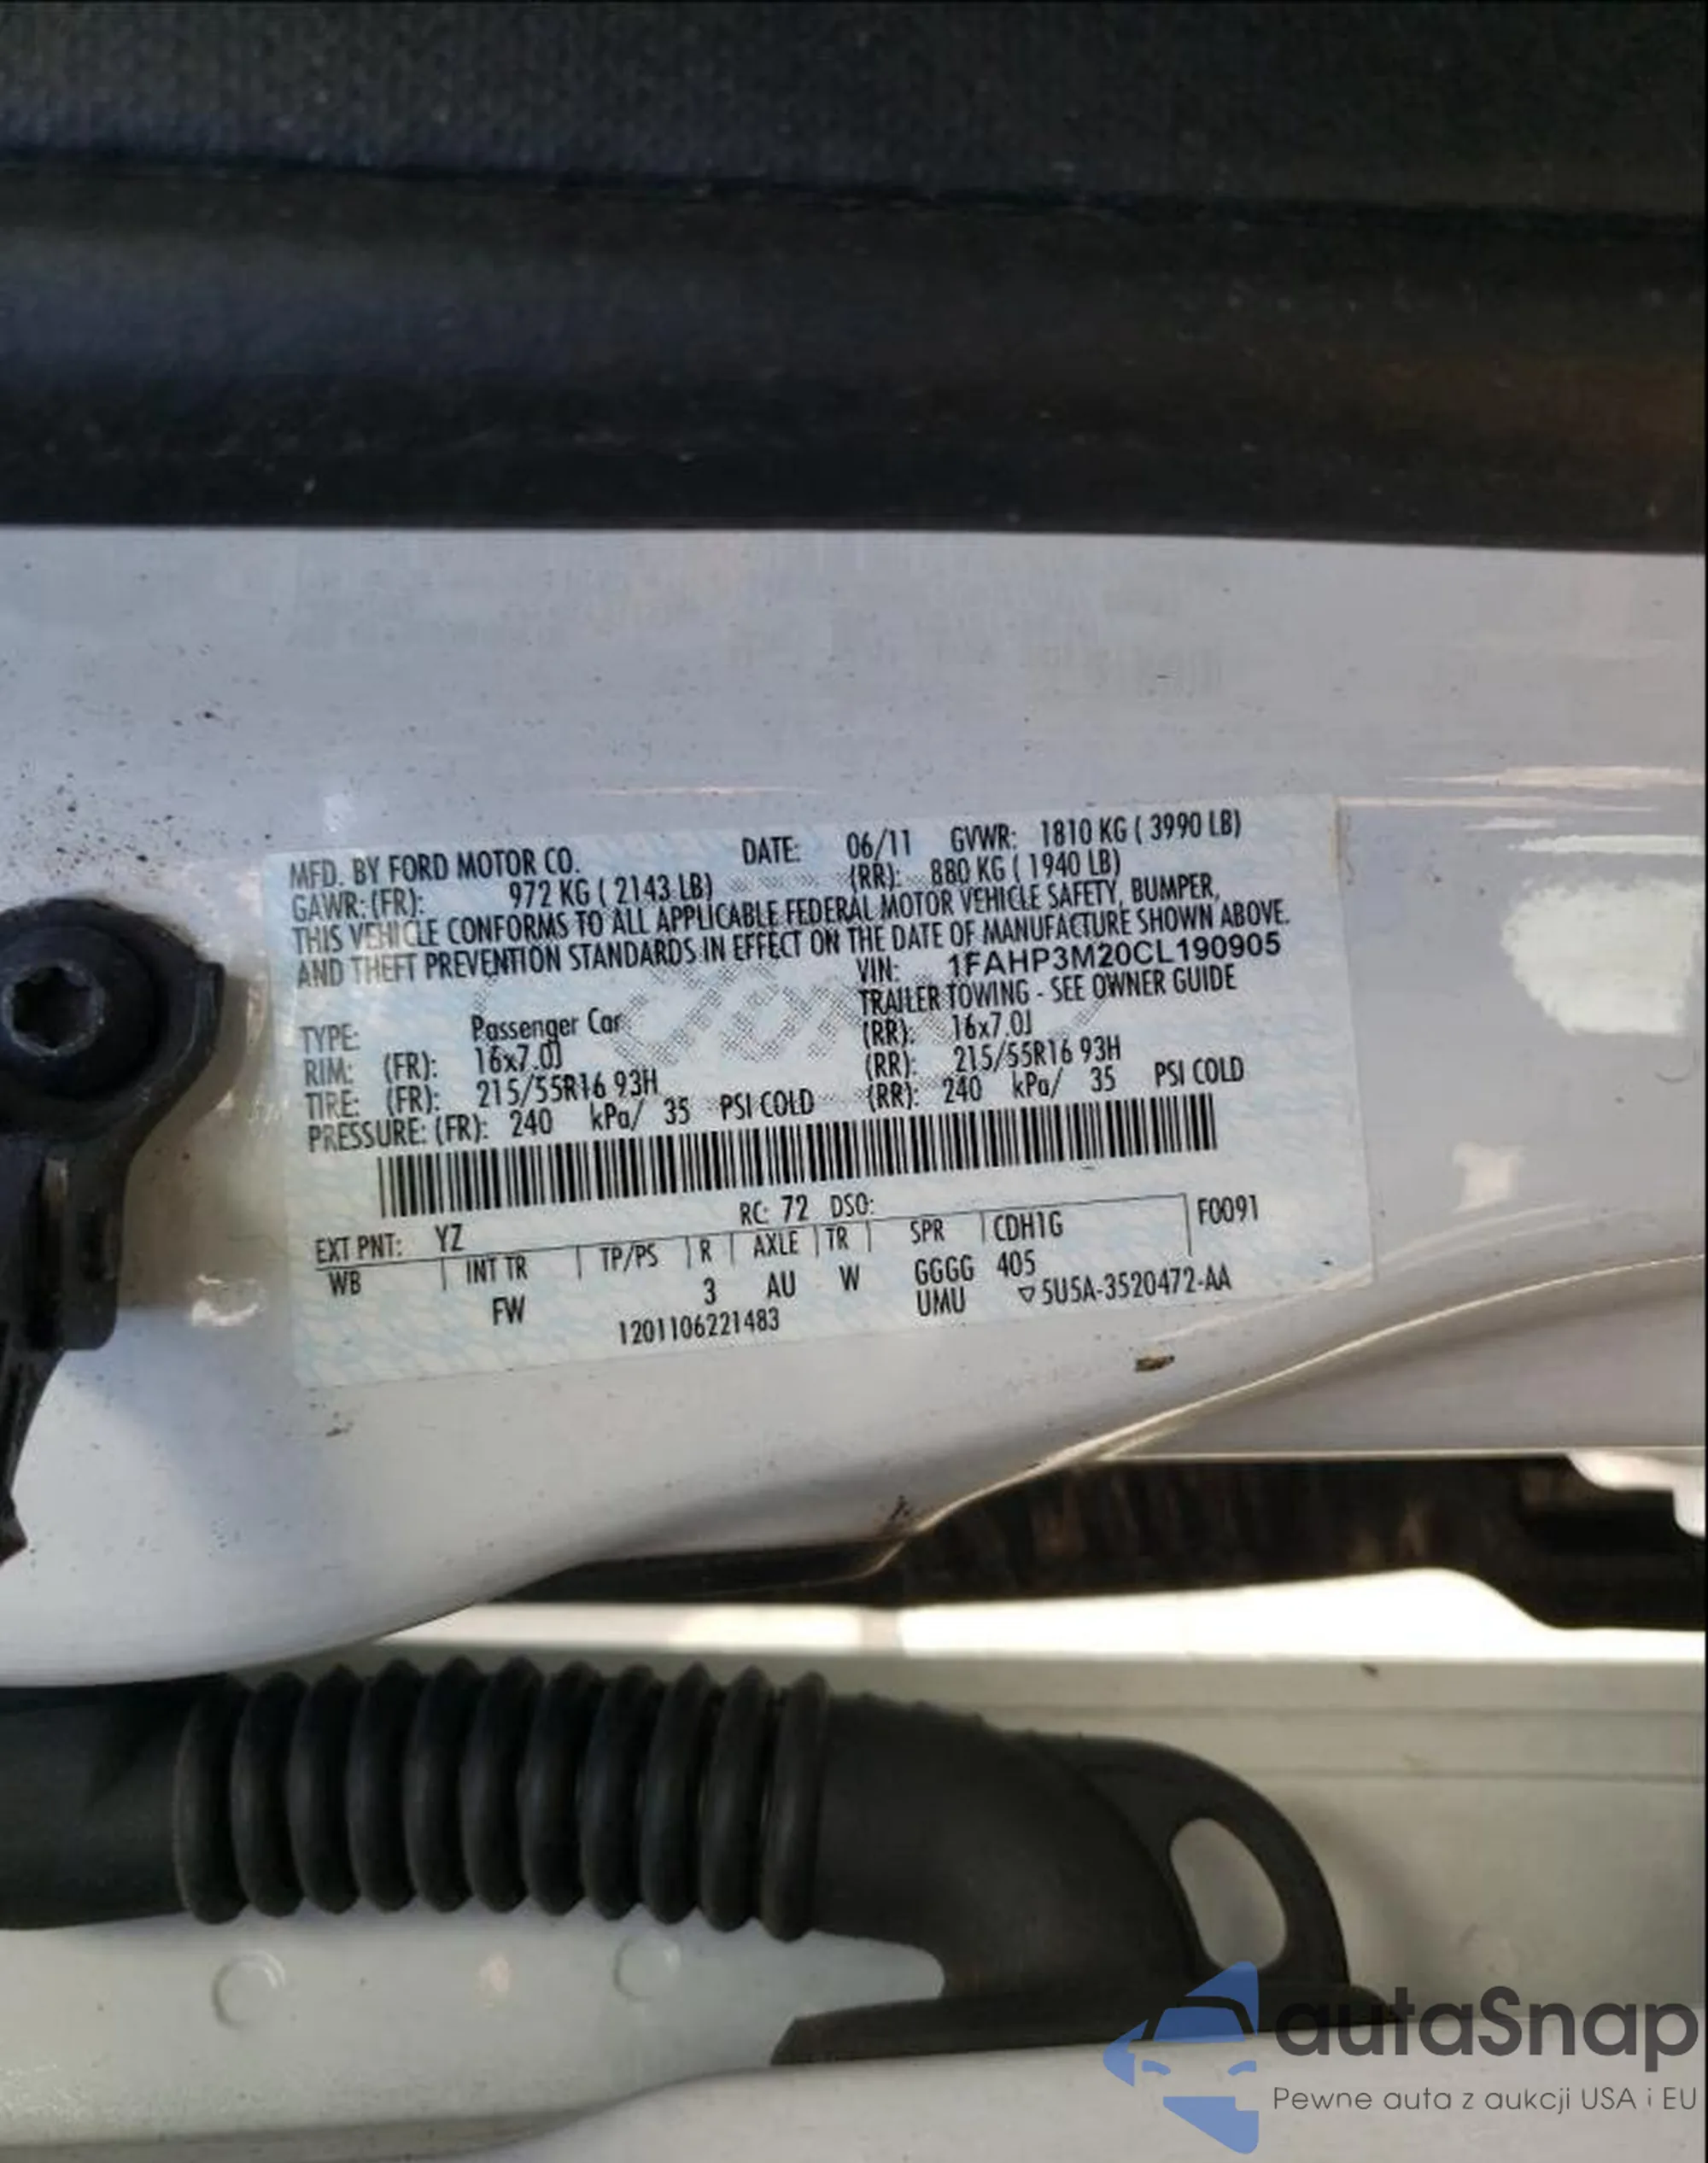 MFD. BY FORD MOTOR CO. DATE: 06/11 GVWR: 1810 KG ( 3990 LB)
GAWR: (FR): 972 KG ( 2143 LB) (RR): 880 KG ( 1940 LB)
THIS VEHICLE CONFORMS TO ALL APPLICABLE FEDERAL MOTOR VEHICLE SAFETY, BUMPER,
AND THEFT PREVENTION STANDARDS IN EFFECT ON THE DATE OF MANUFACTURE SHOWN ABOVE.
VIN: 1FAHP3M20CL190905
TRAILER TOWING - SEE OWNER GUIDE
TYPE: Passenger Car
RIM: (FR): 16x7.0J (RR): 16x7.0J
TIRE: (FR): 215/55R16 93H (RR): 215/55R16 93H
PRESSURE: (FR): 240 kPa/ 35 PSI COLD (RR): 240 kPa/ 35 PSI COLD
EXT PNT: YZ RC: 72 DSO: F0091
WB INT TR TP/PS R AXLE TR SPR CDH1G
FW 3 AU W GGGG 405
1201106221483 UMU ▽5U5A-3520472-AA
autaSnap
Pewne auta z aukcji USA i EU